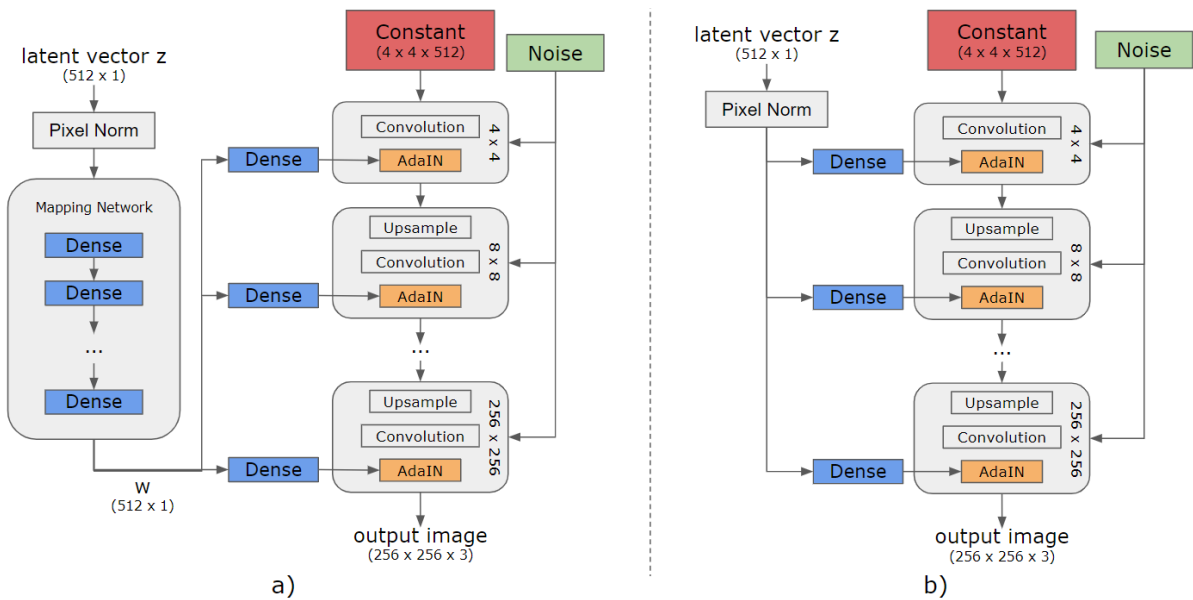 latent vector z
(512 x 1)
Pixel Norm
Mapping Network
Dense
Dense
...
Dense
W
(512 x 1)
Constant
(4 x 4 x 512)
Noise
Convolution
4 x 4
Dense
AdaIN
Upsample
Convolution
8 x 8
Dense
AdaIN
...
Upsample
Convolution
256 x 256
Dense
AdaIN
output image
(256 x 256 x 3)
a)
latent vector z
(512 x 1)
Pixel Norm
Constant
(4 x 4 x 512)
Noise
Convolution
4 x 4
Dense
AdaIN
Upsample
Convolution
8 x 8
Dense
AdaIN
...
Upsample
Convolution
256 x 256
Dense
AdaIN
output image
(256 x 256 x 3)
b)